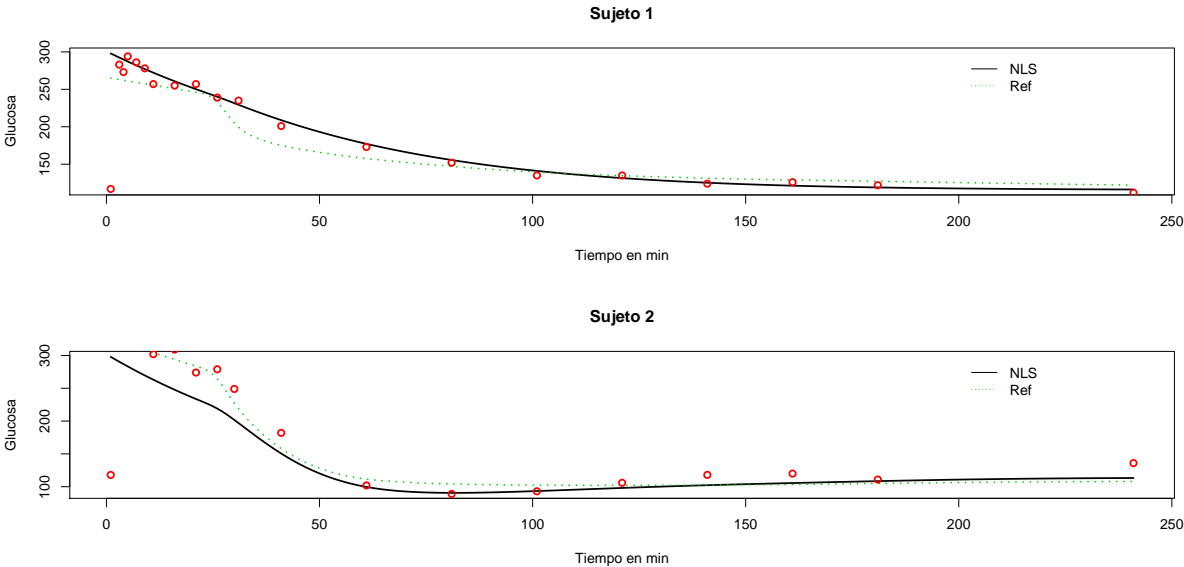 Sujeto 1
300
250
200
150
Glucosa
NLS
Ref
0 50 100 150 200 250
Tiempo en min
Sujeto 2
300
200
100
Glucosa
NLS
Ref
0 50 100 150 200 250
Tiempo en min